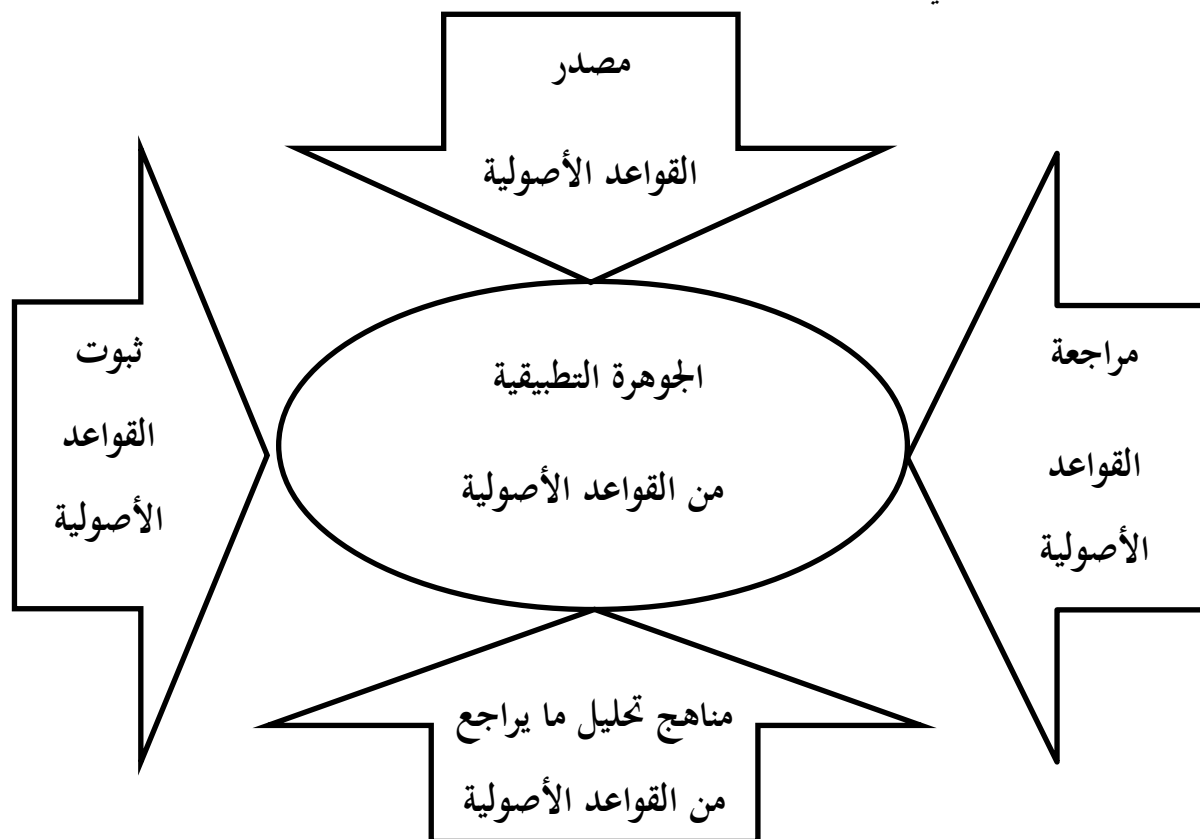 مصدر
القواعد الأصولية
مراجعة
القواعد
الأصولية
الجوهرة التطبيقية
من القواعد الأصولية
ثبوت
القواعد
الأصولية
مناهج تحليل ما يراجع
من القواعد الأصولية